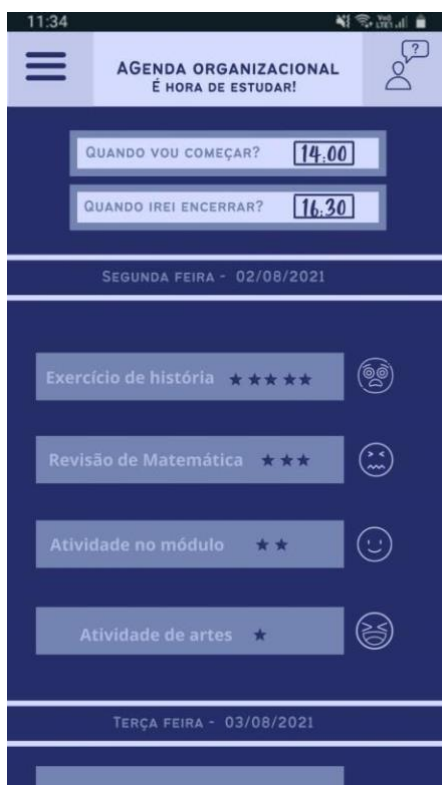 11:34
Vo))
LTE1
AGENDA ORGANIZACIONAL
É HORA DE ESTUDAR!
?
QUANDO VOU COMEÇAR? 14:00
QUANDO IREI ENCERRAR? 16:30
SEGUNDA FEIRA - 02/08/2021
Exercício de história ★★★★★
Revisão de Matemática ★★★
Atividade no módulo ★★
Atividade de artes ★
TERÇA FEIRA - 03/08/2021